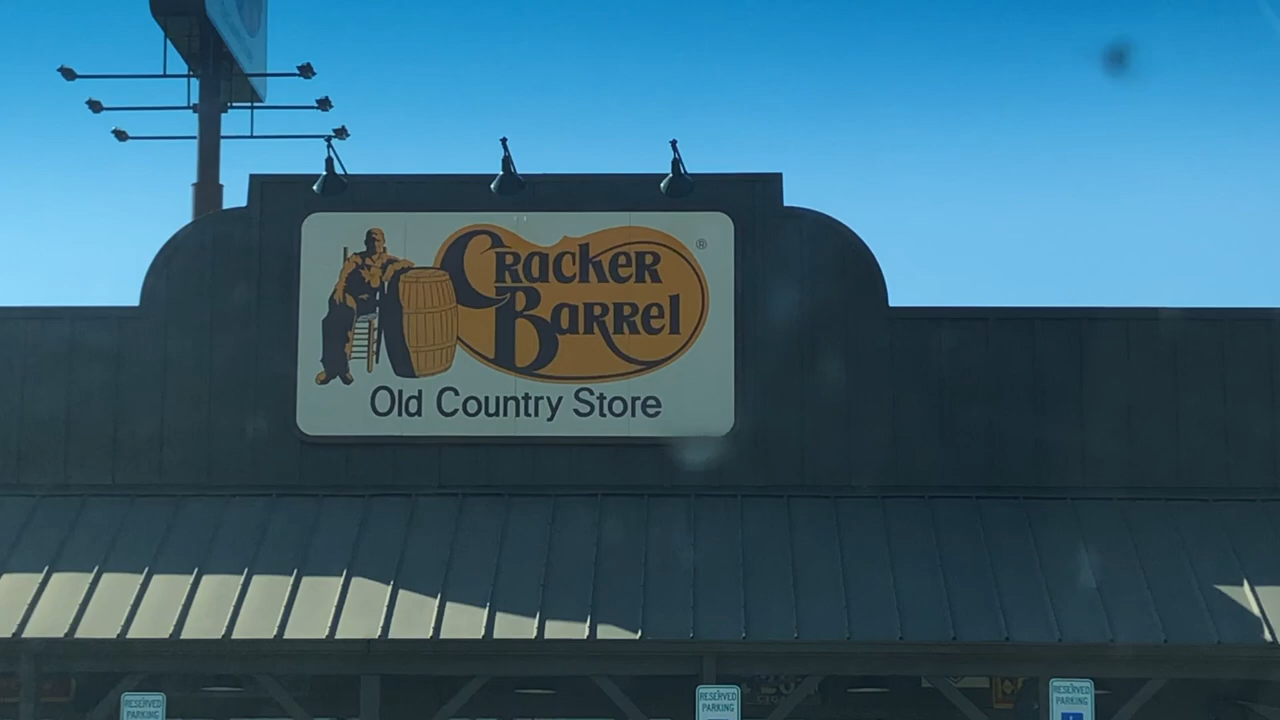 Cracker
Barrel
®
Old Country Store
RESERVED
PARKING
RESERVED
PARKING
RESERVED
PARKING